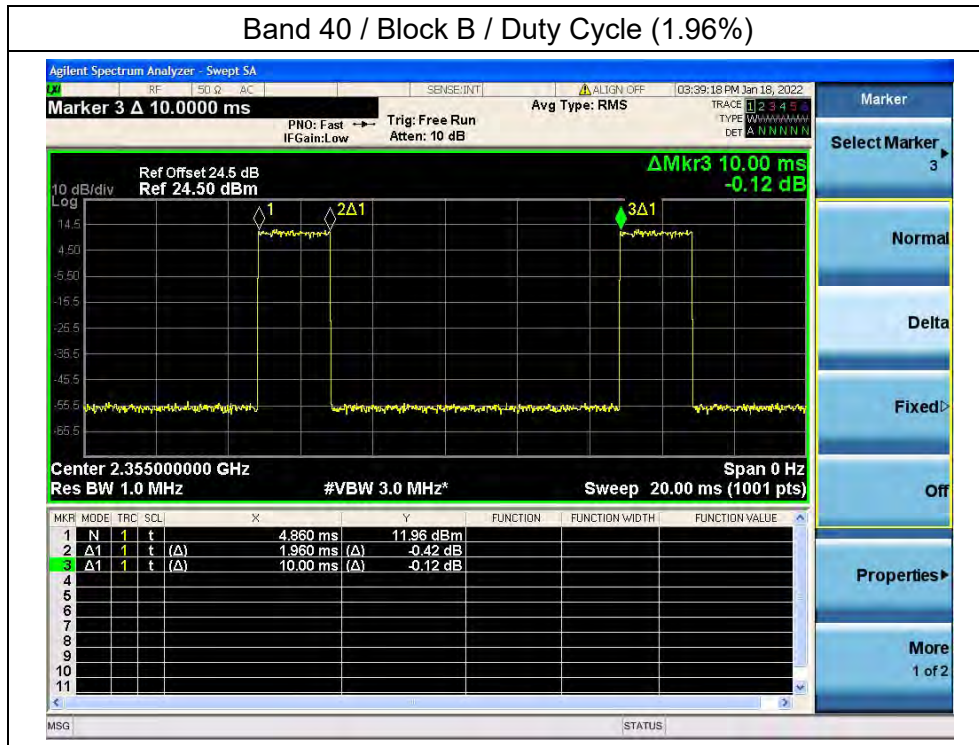 Band 40 / Block B / Duty Cycle (1.96%)
Agilent Spectrum Analyzer - Swept SA
LXI RF 50 Ω AC SENSE:INT ALIGN OFF 03:39:18 PM Jan 18, 2022
Marker 3 Δ 10.0000 ms
PNO: Fast
IFGain:Low
Trig: Free Run
Atten: 10 dB
Avg Type: RMS
TRACE 1 2 3 4 5 6
TYPE WWWWWW
DET A N N N N N
ΔMkr3 10.00 ms
-0.12 dB
Ref Offset 24.5 dB
10 dB/div Ref 24.50 dBm
Log
1 2Δ1 3Δ1
14.5
4.50
-5.50
-15.5
-25.5
-35.5
-45.5
-55.5
-65.5
Center 2.355000000 GHz Span 0 Hz
Res BW 1.0 MHz #VBW 3.0 MHz* Sweep 20.00 ms (1001 pts)
MKR MODE TRC SCL X Y FUNCTION FUNCTION WIDTH FUNCTION VALUE
1 N 1 t 4.860 ms 11.96 dBm
2 Δ1 1 t (Δ) 1.960 ms (Δ) -0.42 dB
3 Δ1 1 t (Δ) 10.00 ms (Δ) -0.12 dB
4
5
6
7
8
9
10
11
MSG STATUS
Marker
Select Marker
3
Normal
Delta
Fixed
Off
Properties
More
1 of 2